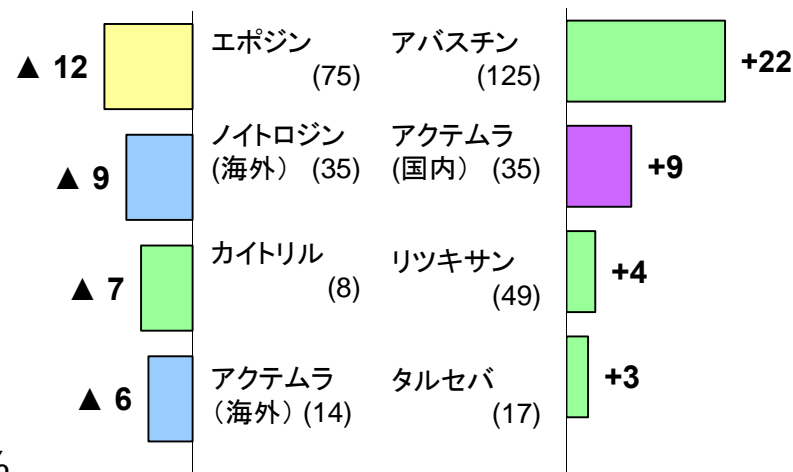 ▲ 12
エポジン
(75)
アバスチン
(125)
+22
▲ 9
ノイトロジン
(海外） (35)
アクテムラ
(国内） (35)
+9
▲ 7
カイトリル
(8)
リツキサン
(49)
+4
▲ 6
アクテムラ
（海外）(14)
タルセバ
(17)
+3
%